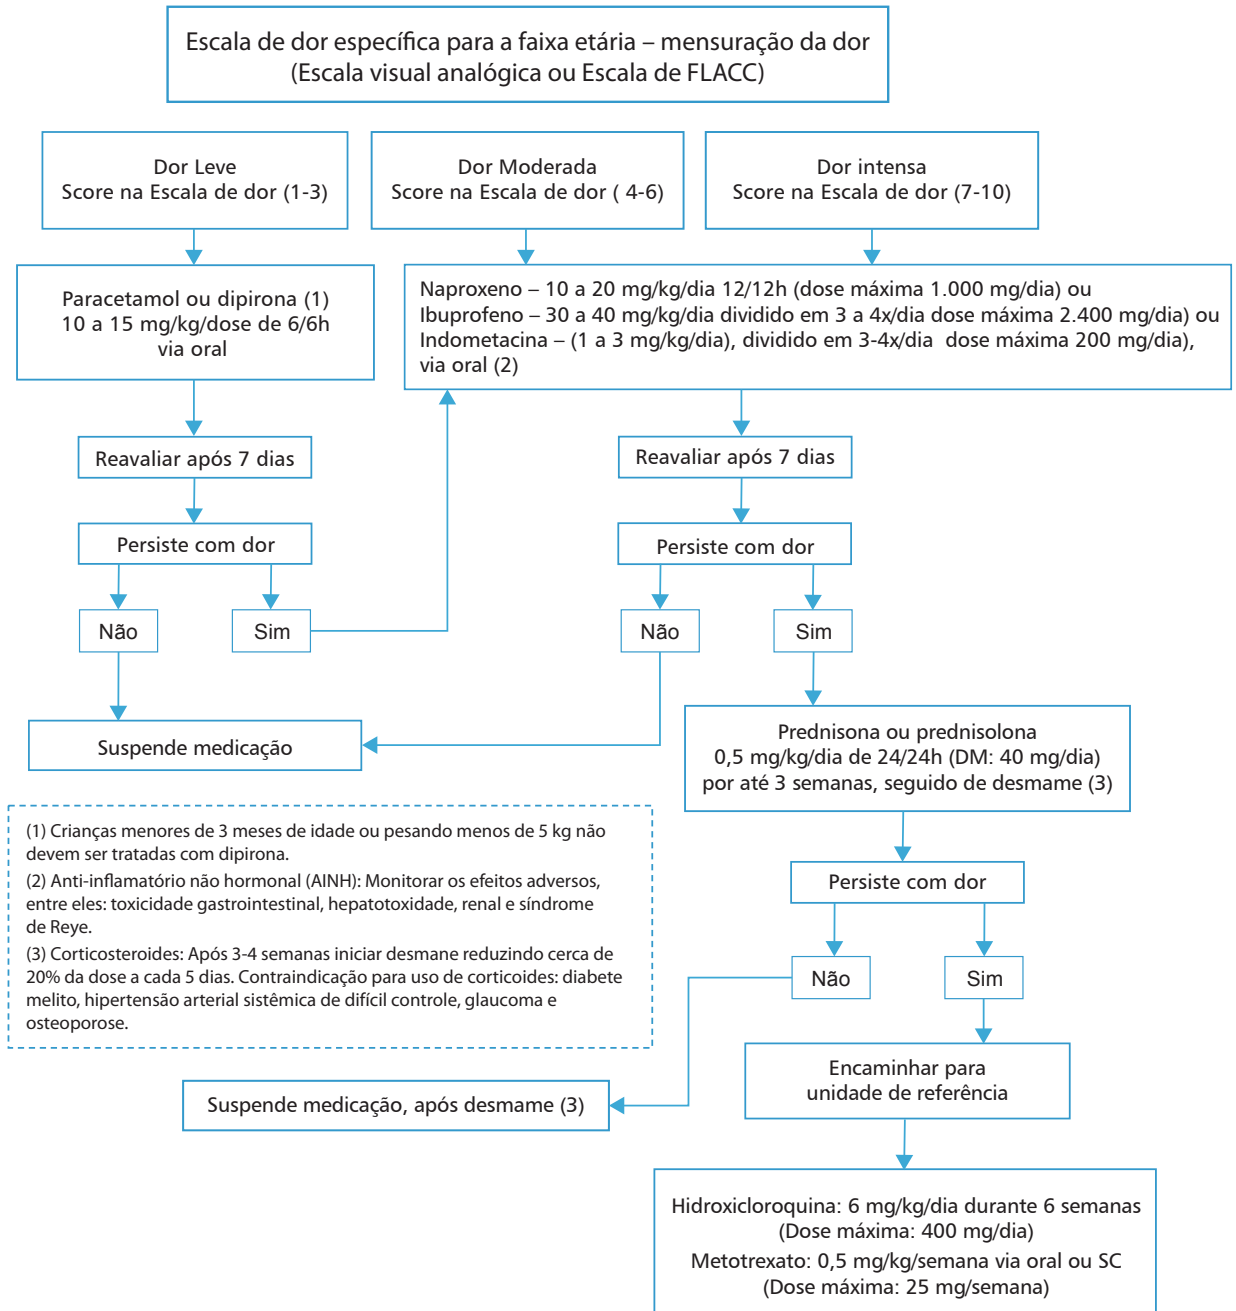 Escala de dor específica para a faixa etária – mensuração da dor
(Escala visual analógica ou Escala de FLACC)
Dor Leve
Score na Escala de dor (1-3)
Dor Moderada
Score na Escala de dor ( 4-6)
Dor intensa
Score na Escala de dor (7-10)
Paracetamol ou dipirona (1)
10 a 15 mg/kg/dose de 6/6h
via oral
Naproxeno – 10 a 20 mg/kg/dia 12/12h (dose máxima 1.000 mg/dia) ou
Ibuprofeno – 30 a 40 mg/kg/dia dividido em 3 a 4x/dia dose máxima 2.400 mg/dia) ou
Indometacina – (1 a 3 mg/kg/dia), dividido em 3-4x/dia dose máxima 200 mg/dia),
via oral (2)
Reavaliar após 7 dias
Reavaliar após 7 dias
Persiste com dor
Persiste com dor
Não
Sim
Não
Sim
Suspende medicação
Prednisona ou prednisolona
0,5 mg/kg/dia de 24/24h (DM: 40 mg/dia)
por até 3 semanas, seguido de desmame (3)
(1) Crianças menores de 3 meses de idade ou pesando menos de 5 kg não
devem ser tratadas com dipirona.
(2) Anti-inflamatório não hormonal (AINH): Monitorar os efeitos adversos,
entre eles: toxicidade gastrointestinal, hepatotoxidade, renal e síndrome
de Reye.
(3) Corticosteroides: Após 3-4 semanas iniciar desmane reduzindo cerca de
20% da dose a cada 5 dias. Contraindicação para uso de corticoides: diabete
melito, hipertensão arterial sistêmica de difícil controle, glaucoma e
osteoporose.
Persiste com dor
Não
Sim
Suspende medicação, após desmame (3)
Encaminhar para
unidade de referência
Hidroxicloroquina: 6 mg/kg/dia durante 6 semanas
(Dose máxima: 400 mg/dia)
Metotrexato: 0,5 mg/kg/semana via oral ou SC
(Dose máxima: 25 mg/semana)